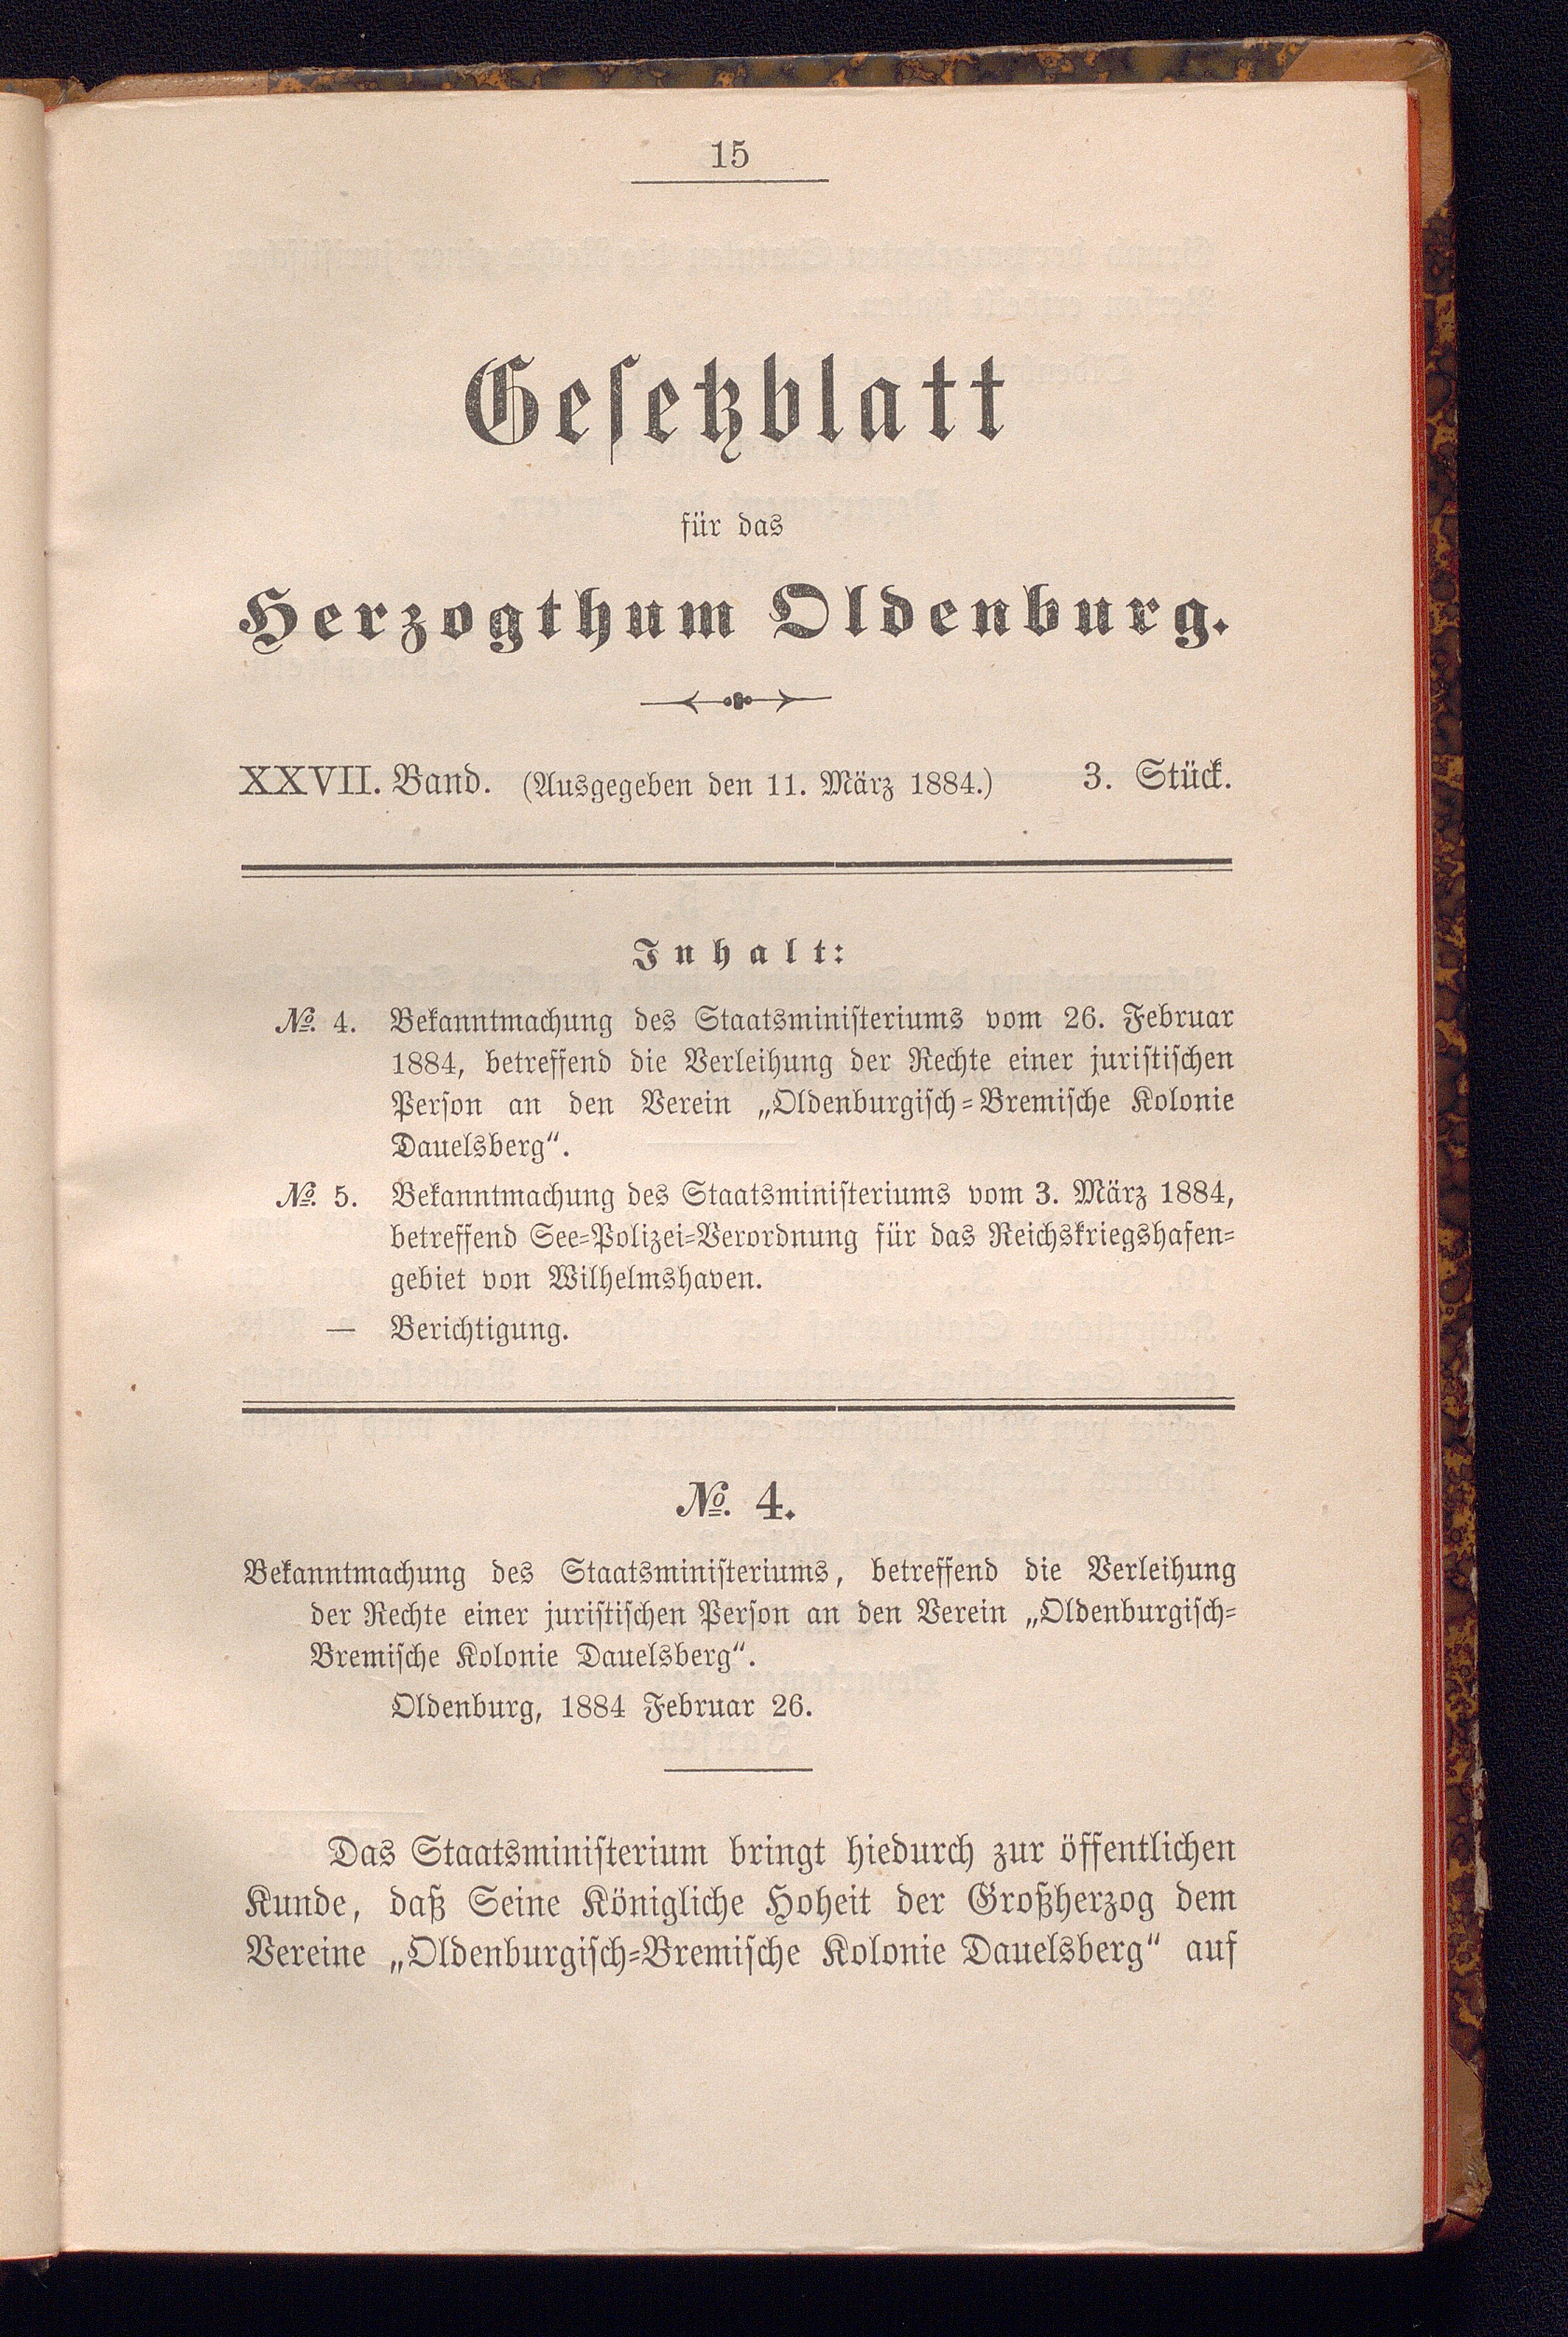 15
Gesetzblatt
für das
Herzogthum Oldenburg.
XXVII. Band. (Ausgegeben den 11. März 1884.) 3. Stück.
Inhalt:
№. 4. Bekanntmachung des Staatsministeriums vom 26. Februar
1884, betreffend die Verleihung der Rechte einer juristischen
Person an den Verein „Oldenburgisch-Bremische Kolonie
Dauelsberg“.
№. 5. Bekanntmachung des Staatsministeriums vom 3. März 1884,
betreffend See-Polizei-Verordnung für das Reichskriegshafen-
gebiet von Wilhelmshaven.
— Berichtigung.
№. 4.
Bekanntmachung des Staatsministeriums, betreffend die Verleihung
der Rechte einer juristischen Person an den Verein „Oldenburgisch-
Bremische Kolonie Dauelsberg“.
Oldenburg, 1884 Februar 26.
Das Staatsministerium bringt hiedurch zur öffentlichen
Kunde, daß Seine Königliche Hoheit der Großherzog dem
Vereine „Oldenburgisch-Bremische Kolonie Dauelsberg“ auf